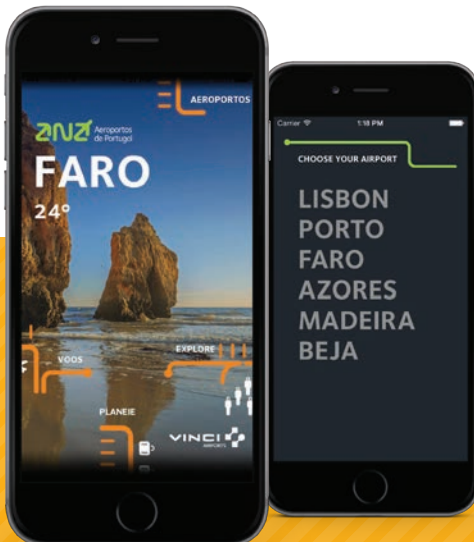 AEROPORTOS
ana Aeroportos
de Portugal
FARO
24°
VOOS
EXPLORE
PLANEIE
VINCI
AIRPORTS
Carrier 1:18 PM
CHOOSE YOUR AIRPORT
LISBON
PORTO
FARO
AZORES
MADEIRA
BEJA